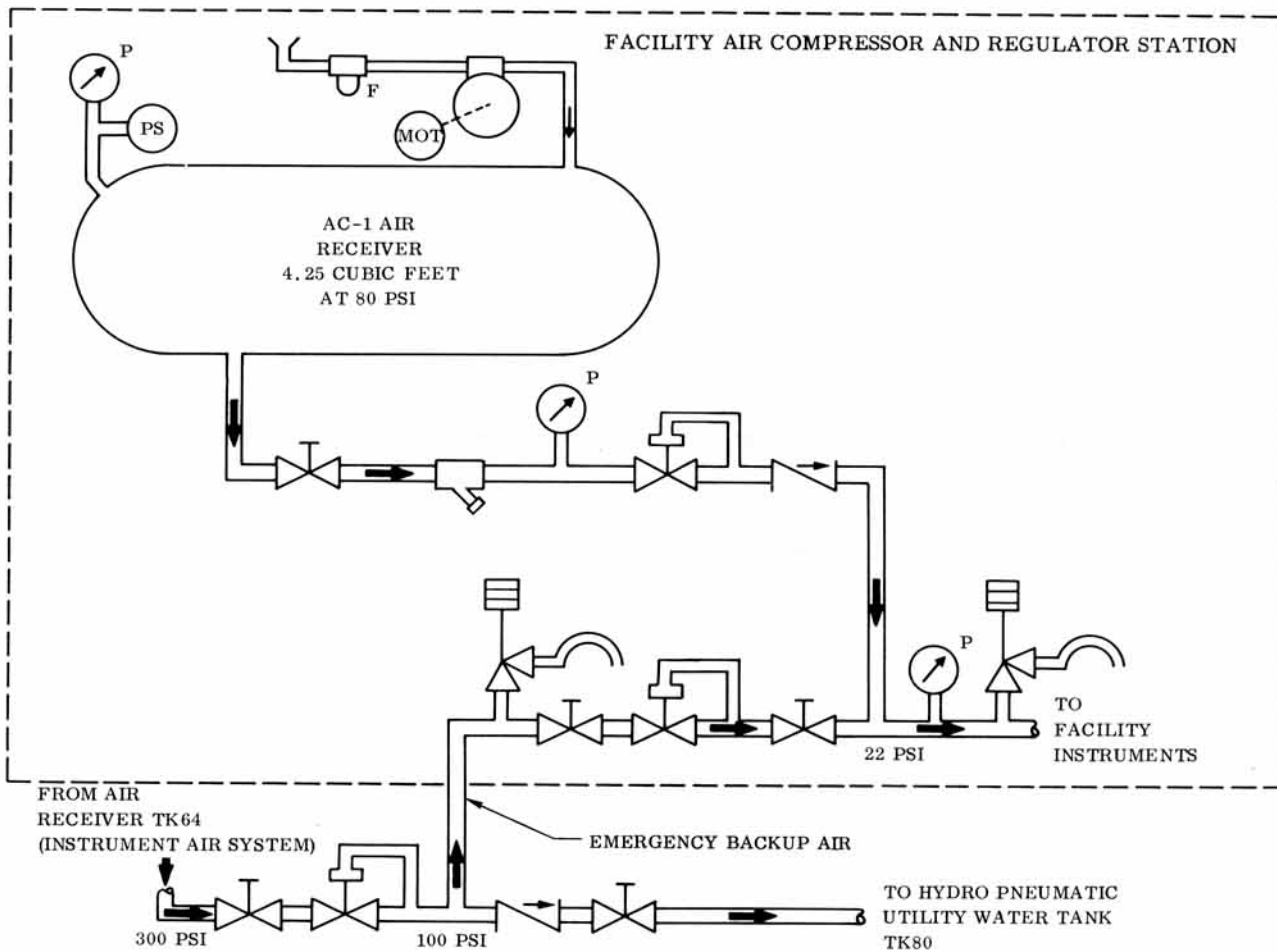 FACILITY AIR COMPRESSOR AND REGULATOR STATION
P
F
PS
MOT
AC-1 AIR
RECEIVER
4.25 CUBIC FEET
AT 80 PSI
P
P
TO
FACILITY
INSTRUMENTS
22 PSI
FROM AIR
RECEIVER TK64
(INSTRUMENT AIR SYSTEM)
EMERGENCY BACKUP AIR
300 PSI
100 PSI
TO HYDRO PNEUMATIC
UTILITY WATER TANK
TK80